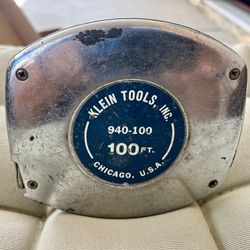 KLEIN TOOLS, INC.
940-100
100 FT.
CHICAGO, U.S.A.